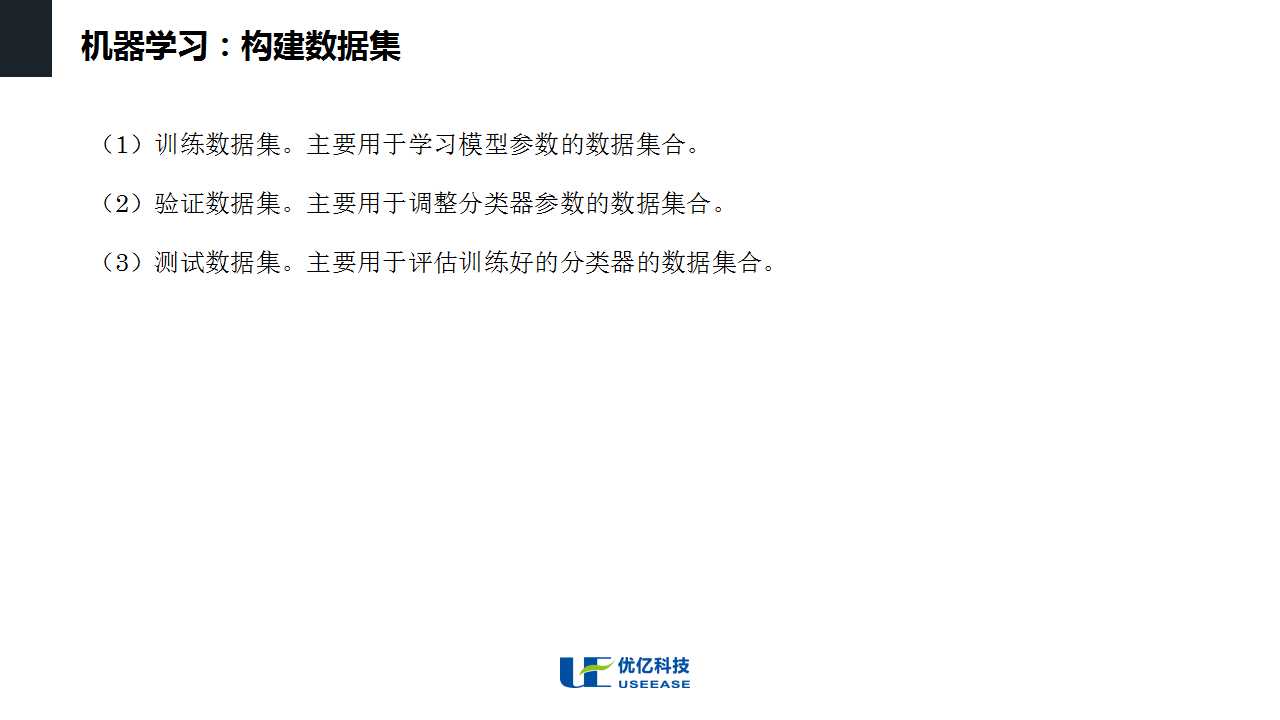 机器学习：构建数据集
（1）训练数据集。主要用于学习模型参数的数据集合。
（2）验证数据集。主要用于调整分类器参数的数据集合。
（3）测试数据集。主要用于评估训练好的分类器的数据集合。
UE 优亿科技
USEEASE